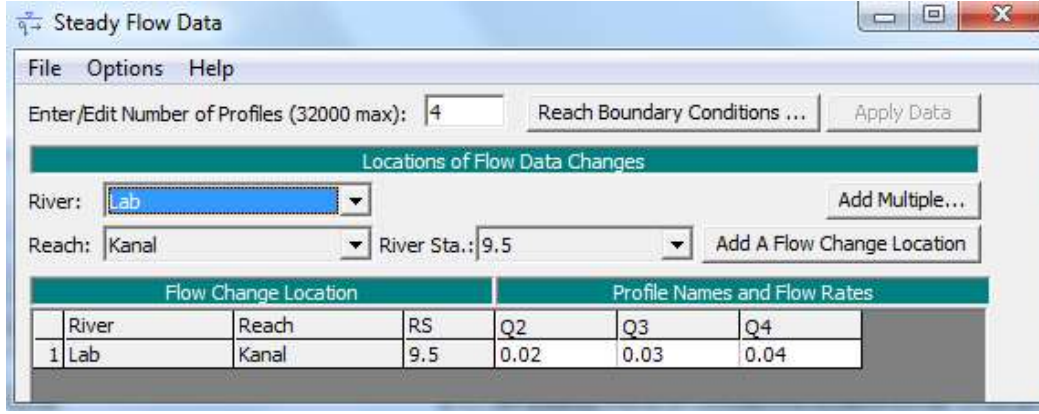 Steady Flow Data
File Options Help
Enter/Edit Number of Profiles (32000 max): 4 Reach Boundary Conditions ... Apply Data
Locations of Flow Data Changes
River: Lab Add Multiple...
Reach: Kanal River Sta.: 9.5 Add A Flow Change Location
Flow Change Location Profile Names and Flow Rates
River Reach RS Q2 Q3 Q4
1 Lab Kanal 9.5 0.02 0.03 0.04